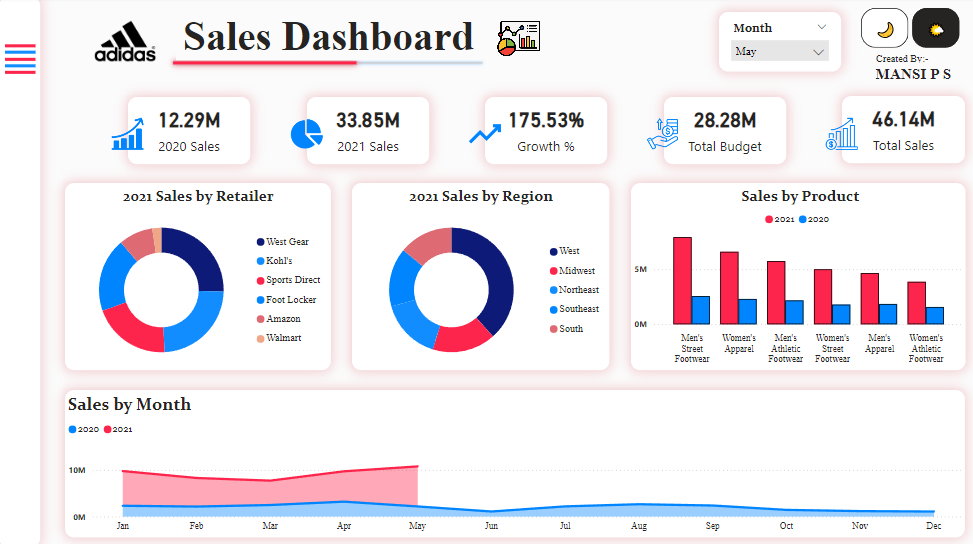 adidas
Sales Dashboard
Month
May
Created By:-
MANSI P S
12.29M
2020 Sales
33.85M
2021 Sales
175.53%
Growth %
28.28M
Total Budget
46.14M
Total Sales
2021 Sales by Retailer
West Gear
Kohl's
Sports Direct
Foot Locker
Amazon
Walmart
2021 Sales by Region
West
Midwest
Northeast
Southeast
South
Sales by Product
2021 2020
5M
0M
Men's Street Footwear
Women's Apparel
Men's Athletic Footwear
Women's Street Footwear
Men's Apparel
Women's Athletic Footwear
Sales by Month
2020 2021
10M
0M
Jan Feb Mar Apr May Jun Jul Aug Sep Oct Nov Dec